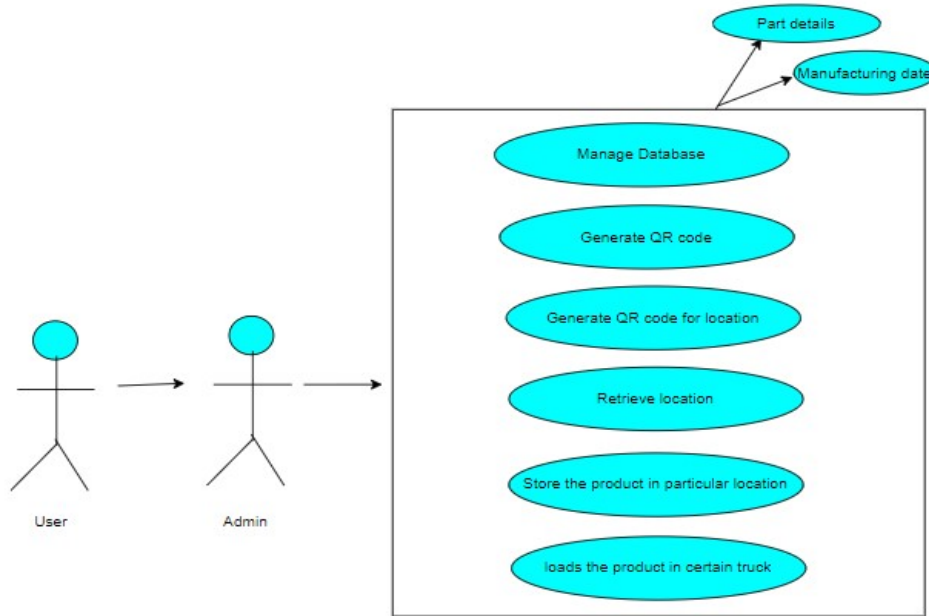 Part details
Manufacturing date
Manage Database
Generate QR code
Generate QR code for location
Retrieve location
Store the product in particular location
loads the product in certain truck
User
Admin